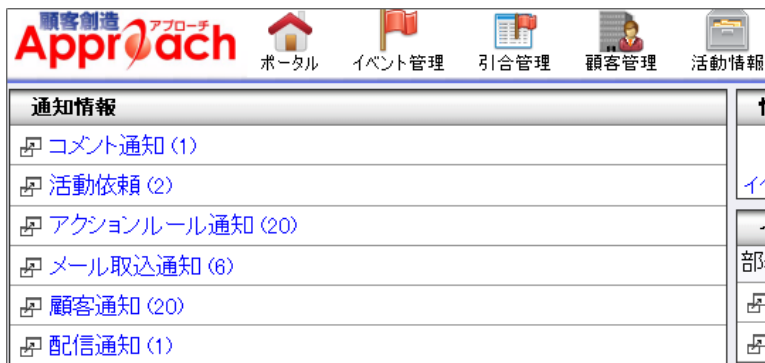 顧客創造 アプローチ
Approach
ポータル イベント管理 引合管理 顧客管理 活動情報
通知情報
コメント通知 (1)
活動依頼 (2)
アクションルール通知 (20)
メール取込通知 (6)
顧客通知 (20)
配信通知 (1)
イベ
部